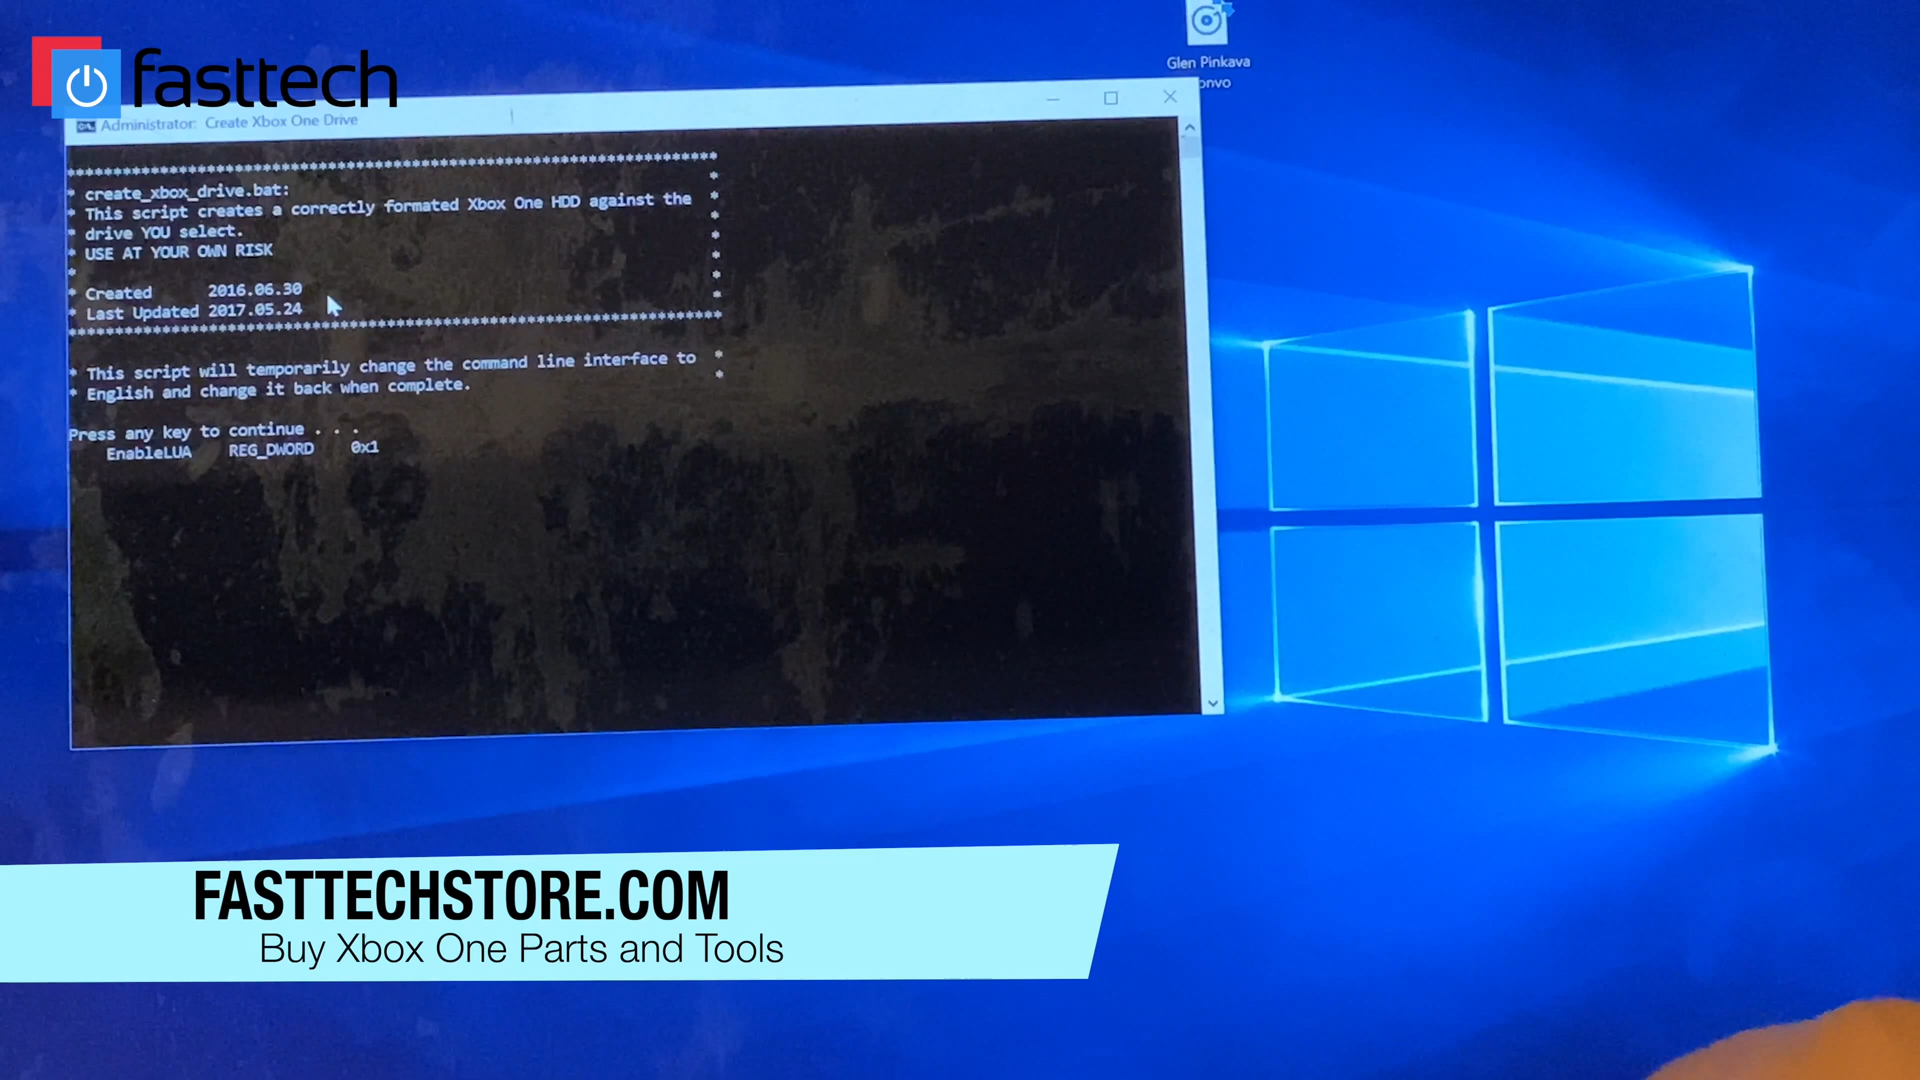 Glen Pinkava
onvo
fasttech
Administrator: Create Xbox One Drive
*******************************************************************************
* create_xbox_drive.bat: *
* This script creates a correctly formated Xbox One HDD against the *
* drive YOU select. *
* USE AT YOUR OWN RISK *
* *
* Created 2016.06.30 *
* Last Updated 2017.05.24 *
*******************************************************************************
* This script will temporarily change the command line interface to *
* English and change it back when complete. *
Press any key to continue . . .
EnableLUA REG_DWORD 0x1
FASTTECHSTORE.COM
Buy Xbox One Parts and Tools